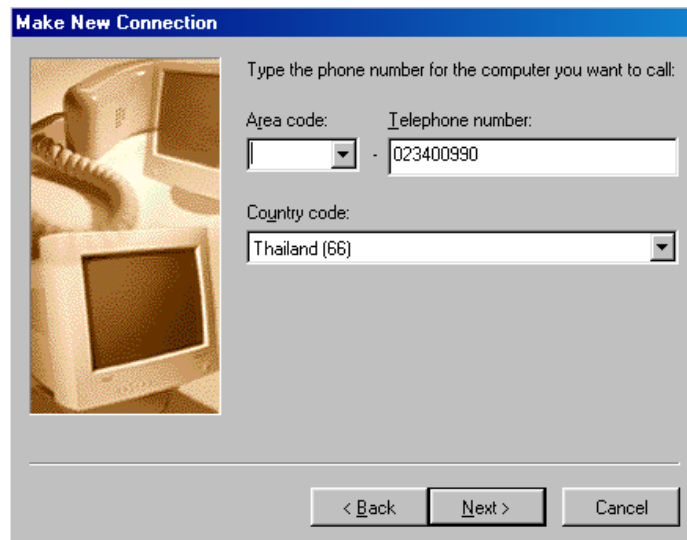 Make New Connection
Type the phone number for the computer you want to call:
Area code: Telephone number:
- 023400990
Country code:
Thailand (66)
< Back Next > Cancel